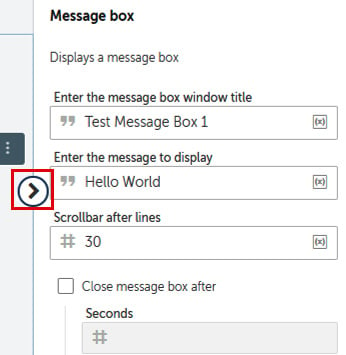 Message box
Displays a message box
Enter the message box window title
Test Message Box 1
(x)
Enter the message to display
Hello World
(x)
Scrollbar after lines
30
(x)
Close message box after
Seconds